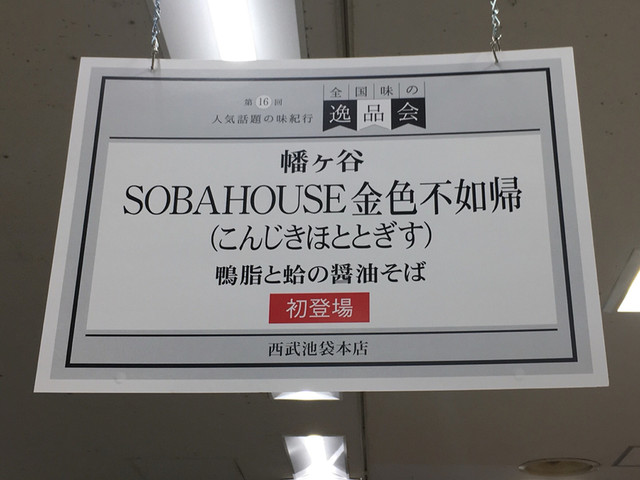 第16回
人気話題の味紀行
全国味の
逸品会
幡ヶ谷
SOBAHOUSE金色不如帰
(こんじきほととぎす)
鴨脂と蛤の醤油そば
初登場
西武池袋本店